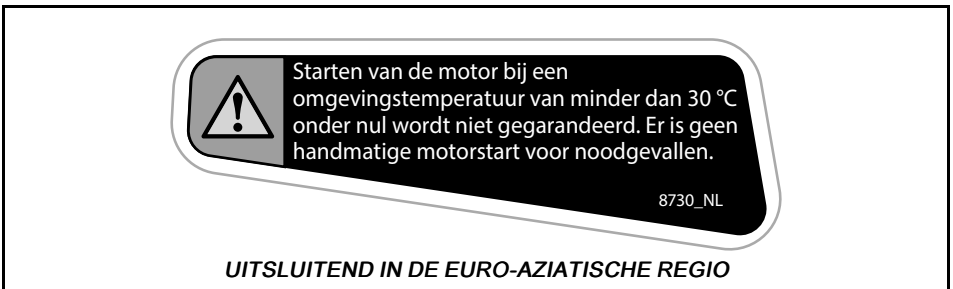 Starten van de motor bij een
omgevingstemperatuur van minder dan 30 °C
onder nul wordt niet gegarandeerd. Er is geen
handmatige motorstart voor noodgevallen.
8730_NL
UITSLUITEND IN DE EURO-AZIATISCHE REGIO